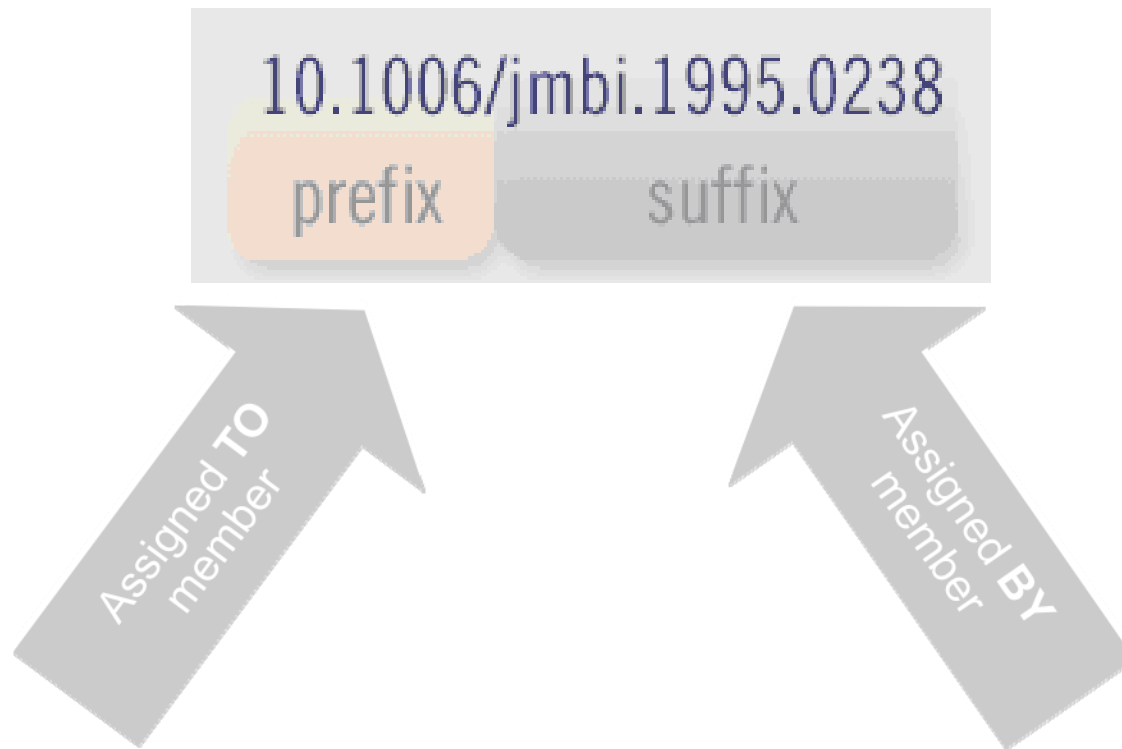 10.1006/jmbi.1995.0238
prefix
suffix
Assigned TO
member
Assigned BY
member